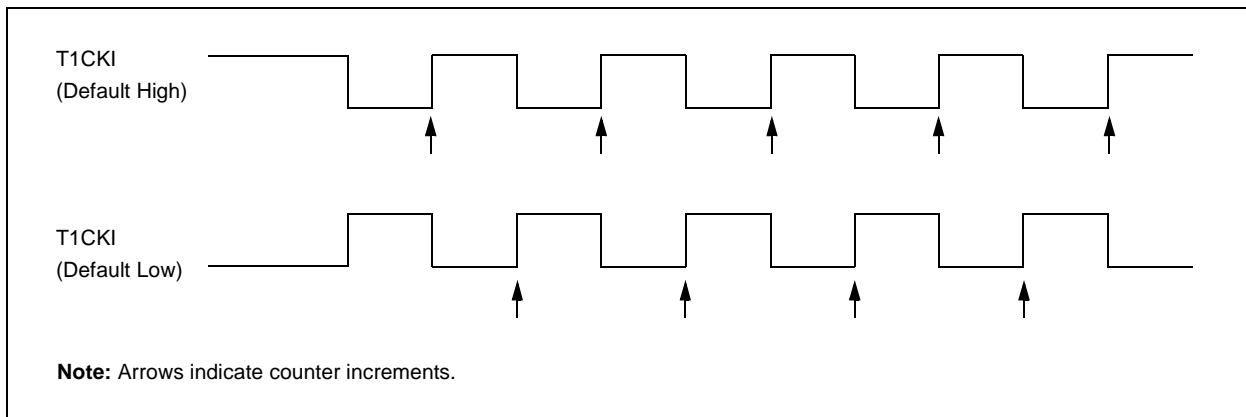 T1CKI
(Default High)
T1CKI
(Default Low)
Note: Arrows indicate counter increments.